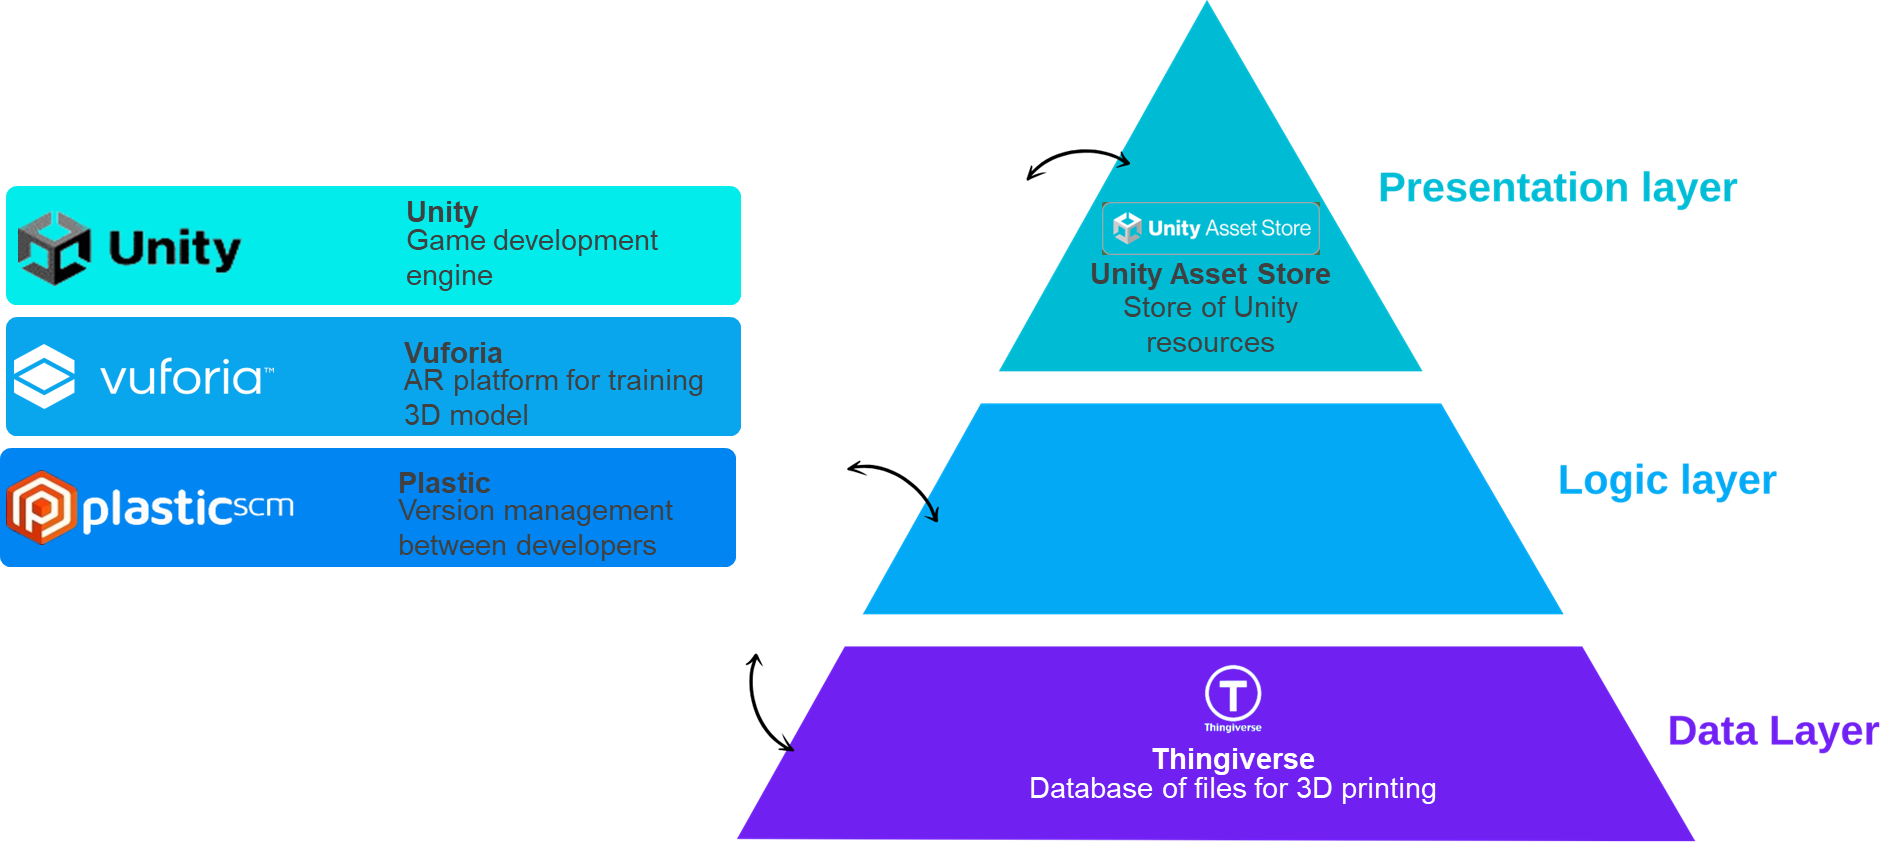 Unity
Unity
Game development
engine
vuforia™
Vuforia
AR platform for training
3D model
plastic scm
Plastic
Version management
between developers
Unity Asset Store
Unity Asset Store
Store of Unity
resources
Presentation layer
Logic layer
T
Thingiverse
Thingiverse
Database of files for 3D printing
Data Layer